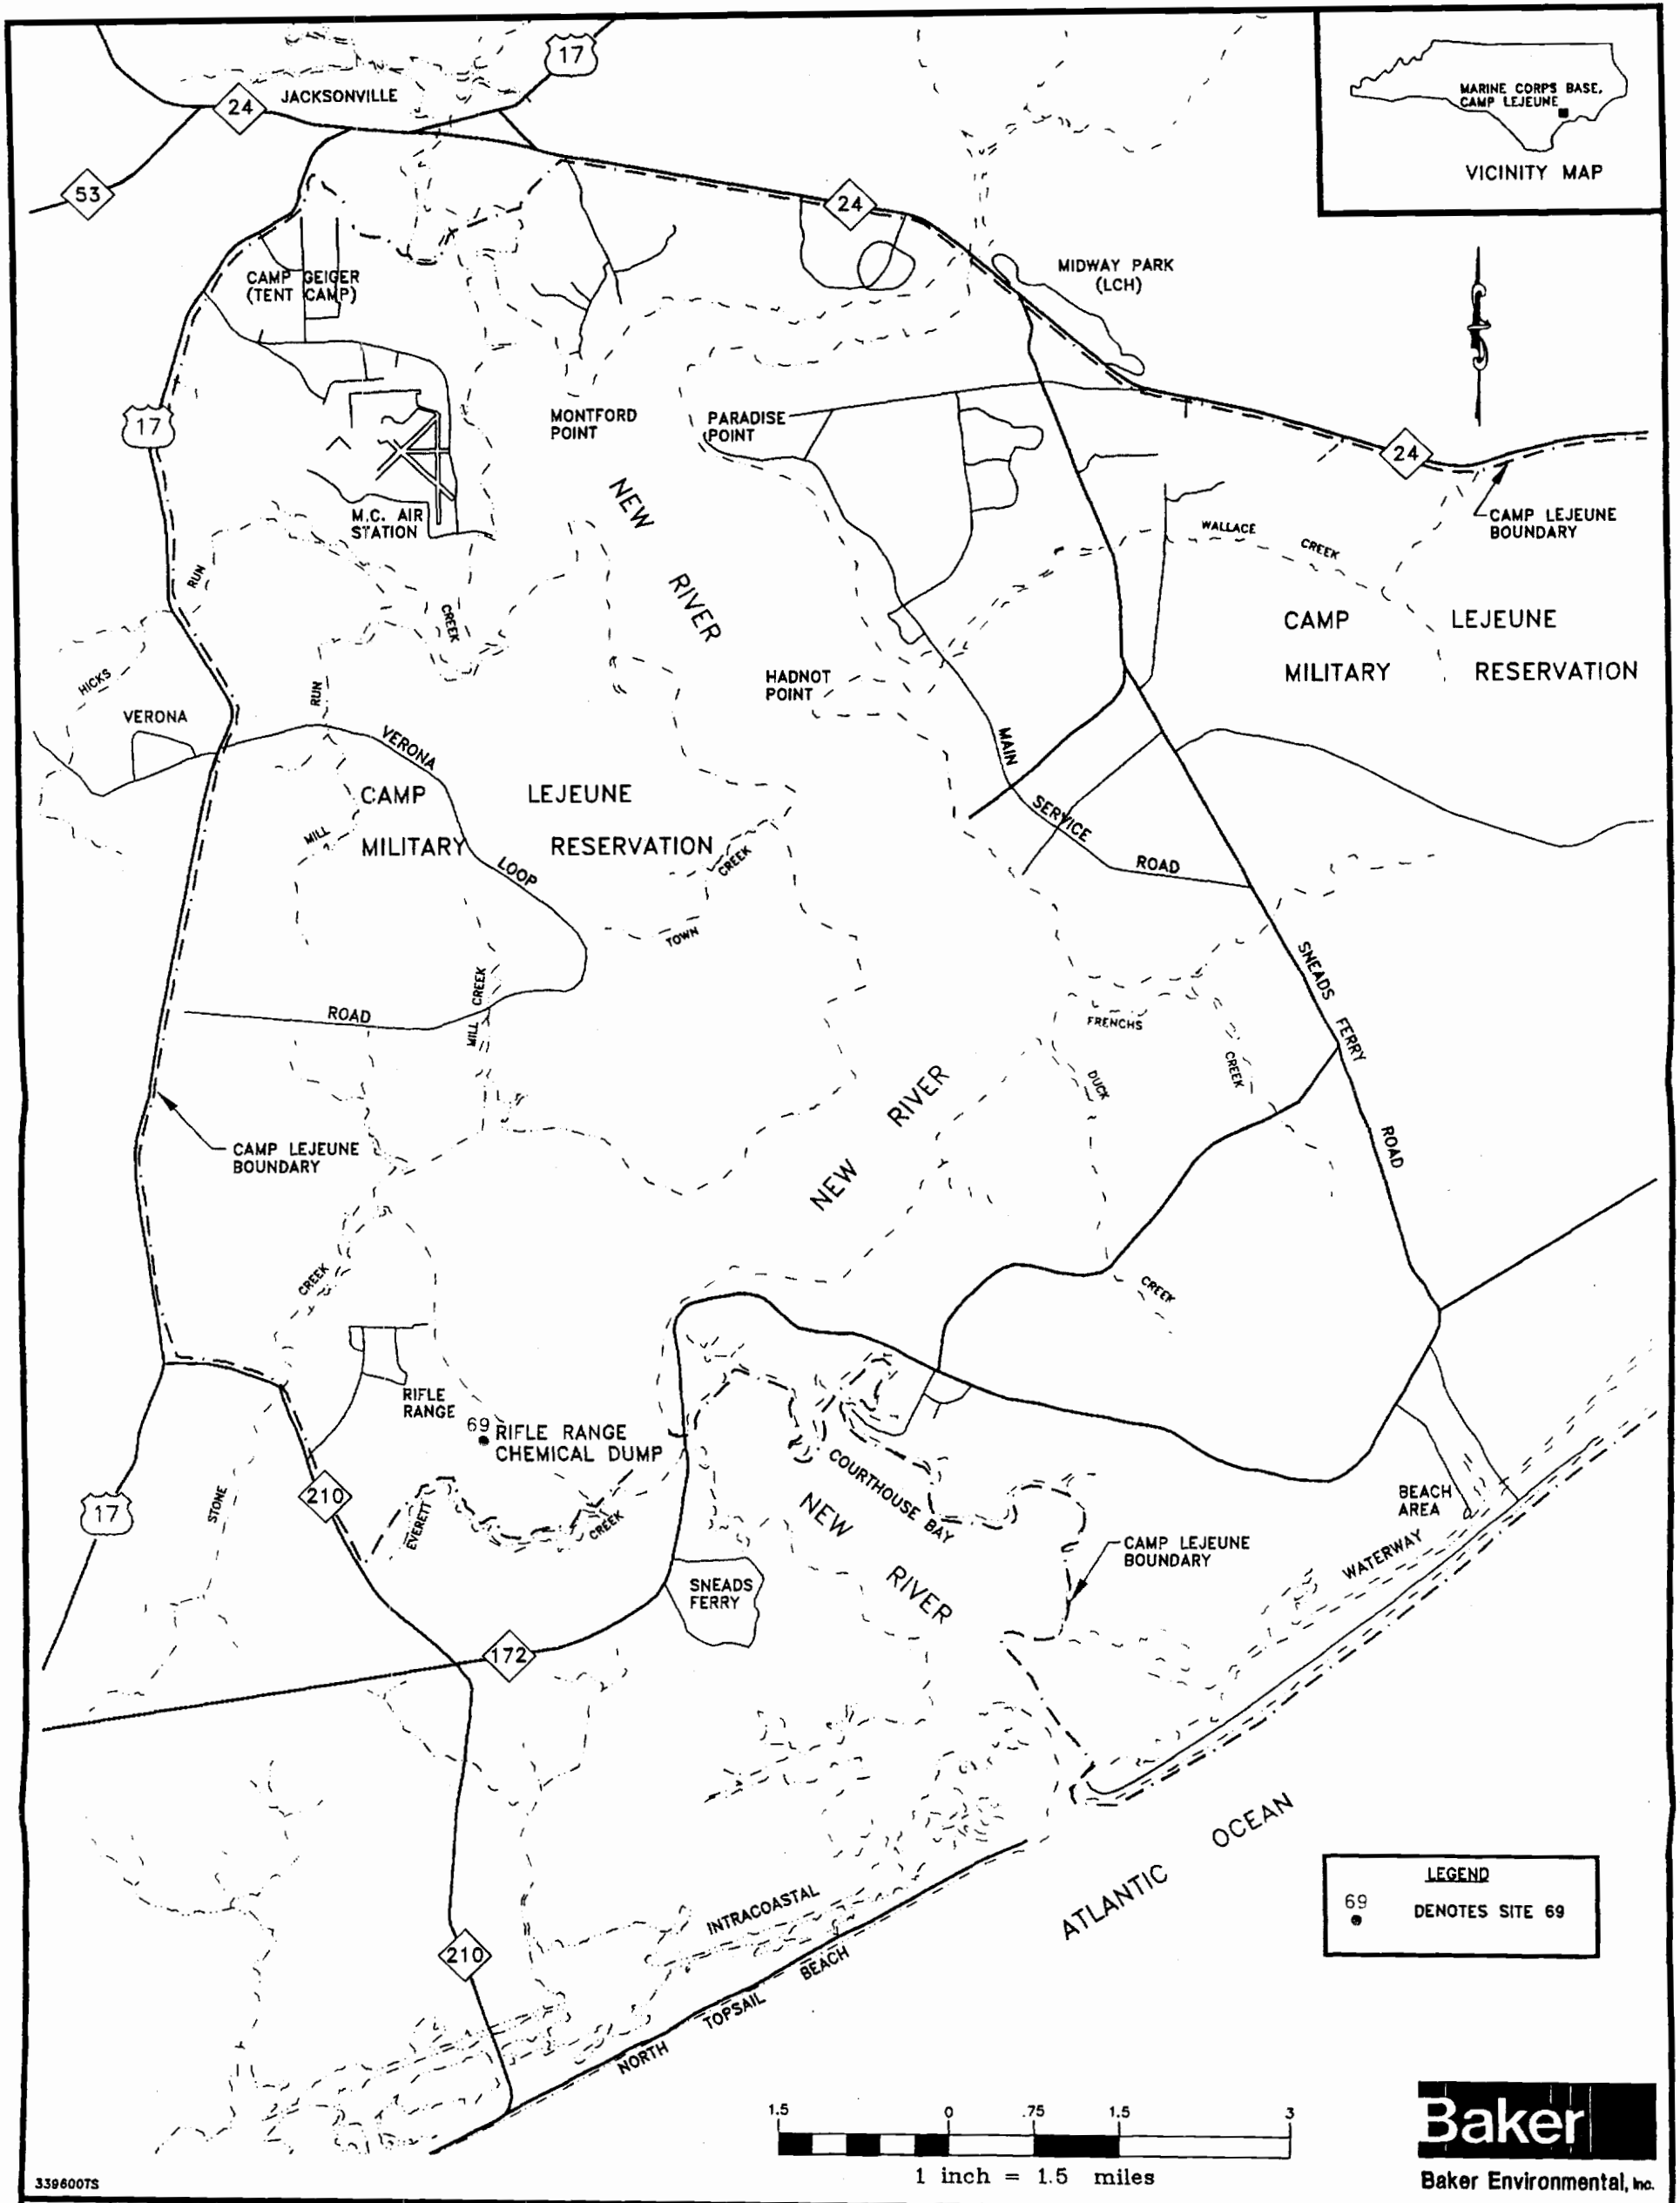 17
24
JACKSONVILLE
MARINE CORPS BASE,
CAMP LEJEUNE
VICINITY MAP
53
24
CAMP GEIGER
(TENT CAMP)
MIDWAY PARK
(LCH)
17
MONTFORD
POINT
PARADISE
POINT
24
M.C. AIR
STATION
NEW
RIVER
CAMP LEJEUNE
BOUNDARY
WALLACE
CREEK
RUN
CREEK
CAMP LEJEUNE
MILITARY RESERVATION
HICKS
RUN
HADNOT
POINT
VERONA
VERONA
MAIN
CAMP LEJEUNE
MILITARY RESERVATION
MILL
LOOP
CREEK
TOWN
SERVICE
ROAD
SNEADS
FERRY
ROAD
MILL CREEK
ROAD
FRENCHS
CREEK
DUCK
RIVER
NEW
CAMP LEJEUNE
BOUNDARY
CREEK
CREEK
RIFLE
RANGE
69
RIFLE RANGE
CHEMICAL DUMP
210
17
STONE
EVERETT
CREEK
COURTHOUSE BAY
NEW
RIVER
CAMP LEJEUNE
BOUNDARY
BEACH
AREA
WATERWAY
SNEADS
FERRY
172
ATLANTIC OCEAN
LEGEND
69
DENOTES SITE 69
INTRACOASTAL
210
NORTH TOPSAIL BEACH
1.5 0 .75 1.5 3
1 inch = 1.5 miles
Baker
Baker Environmental, Inc.
339600TS